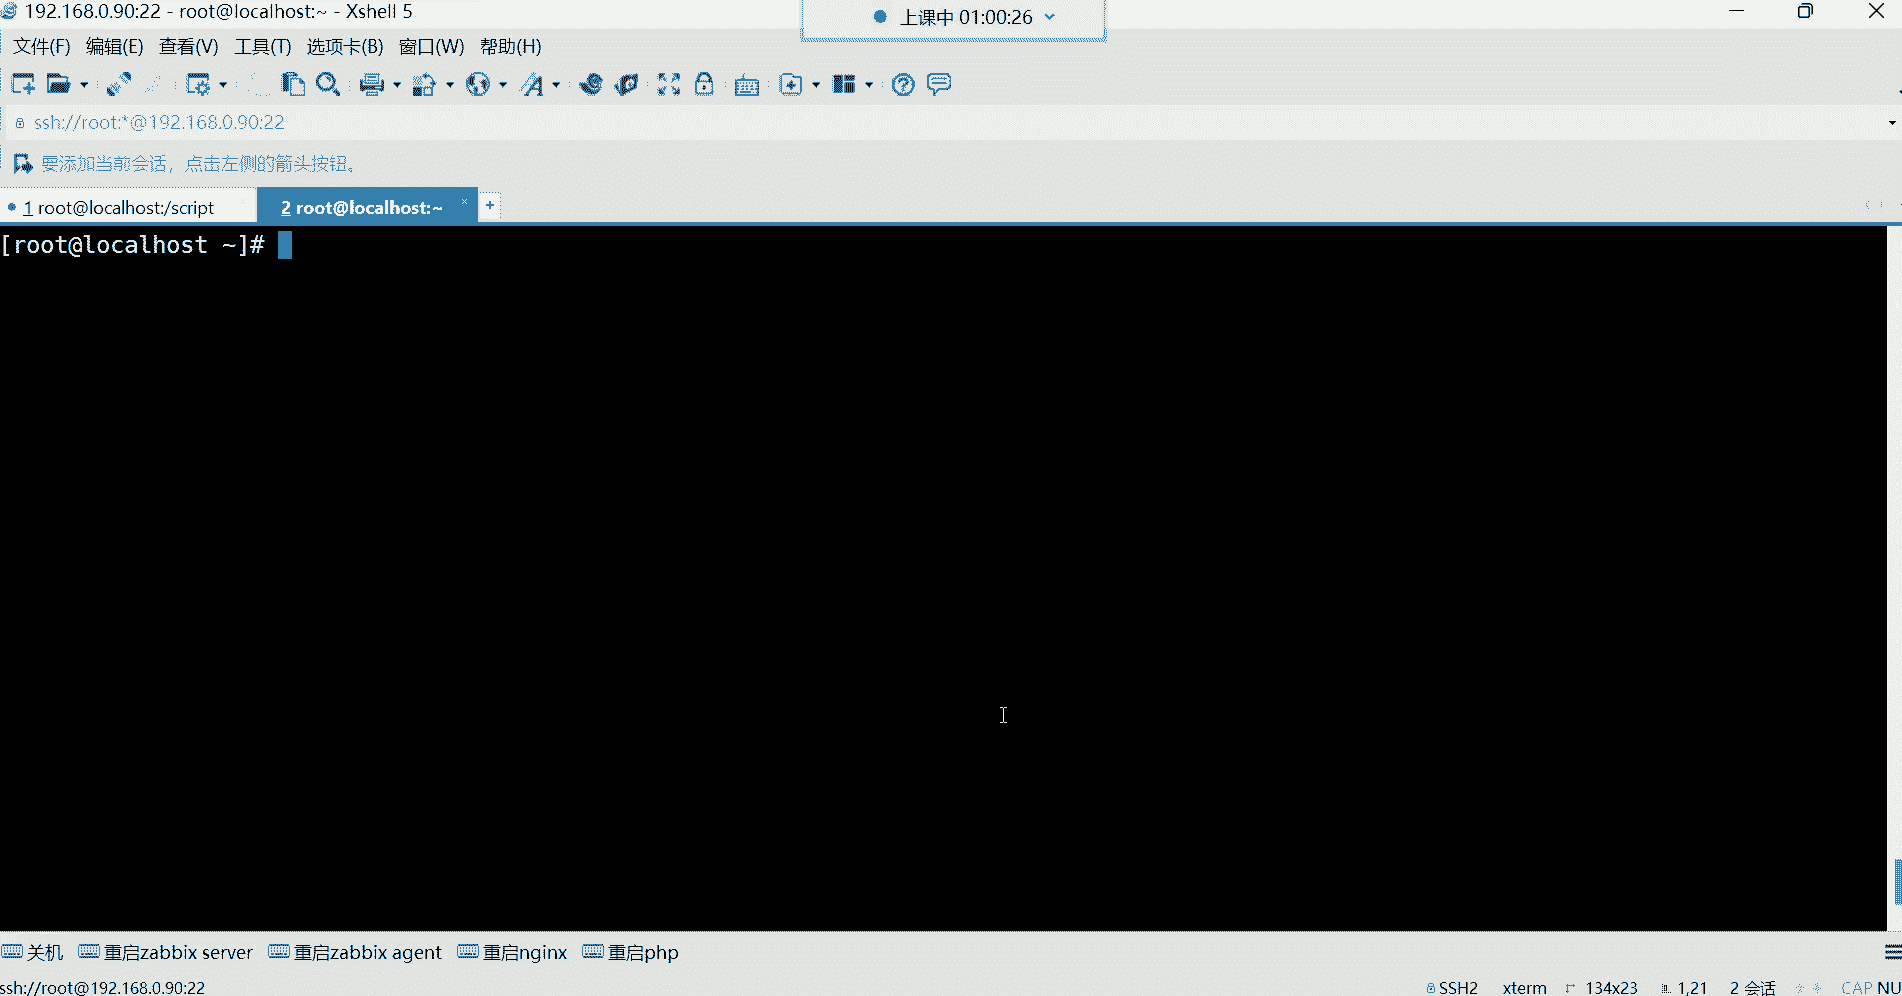 192.168.0.90:22 - root@localhost:~ - Xshell 5
上课中 01:00:26
文件(F) 编辑(E) 查看(V) 工具(T) 选项卡(B) 窗口(W) 帮助(H)
ssh://root:*@192.168.0.90:22
要添加当前会话，点击左侧的箭头按钮。
1 root@localhost:/script
2 root@localhost:~
[root@localhost ~]#
关机 重启zabbix server 重启zabbix agent 重启nginx 重启php
ssh://root@192.168.0.90:22
SSH2 xterm 134x23 1,21 2 会话 CAP NU